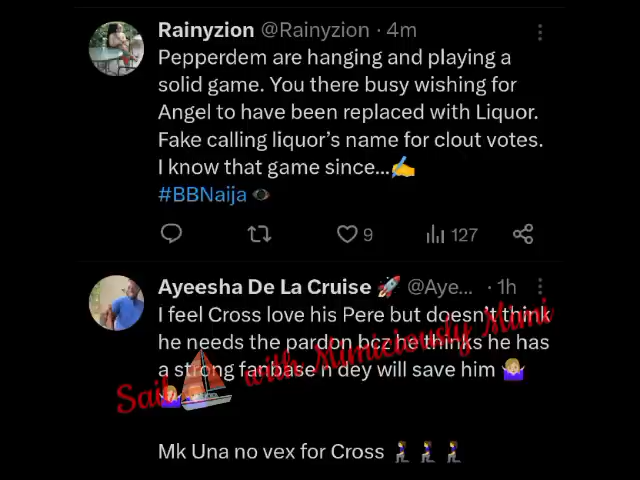 Rainyzion @Rainyzion · 4m
Pepperdem are hanging and playing a
solid game. You there busy wishing for
Angel to have been replaced with Liquor.
Fake calling liquor's name for clout votes.
I know that game since...✍️
#BBNaija
9 127
Ayeesha De La Cruise 🚀 @Aye... · 1h
I feel Cross love his Pere but doesn't think
he needs the pardon bcz he thinks he has
a strong fanbase n dey will save him 🤷🏼‍♀️
🤷🏼‍♀️
Sail with Mimiciously Mimi
Mk Una no vex for Cross 🧎‍♀️🧎‍♀️🧎‍♀️